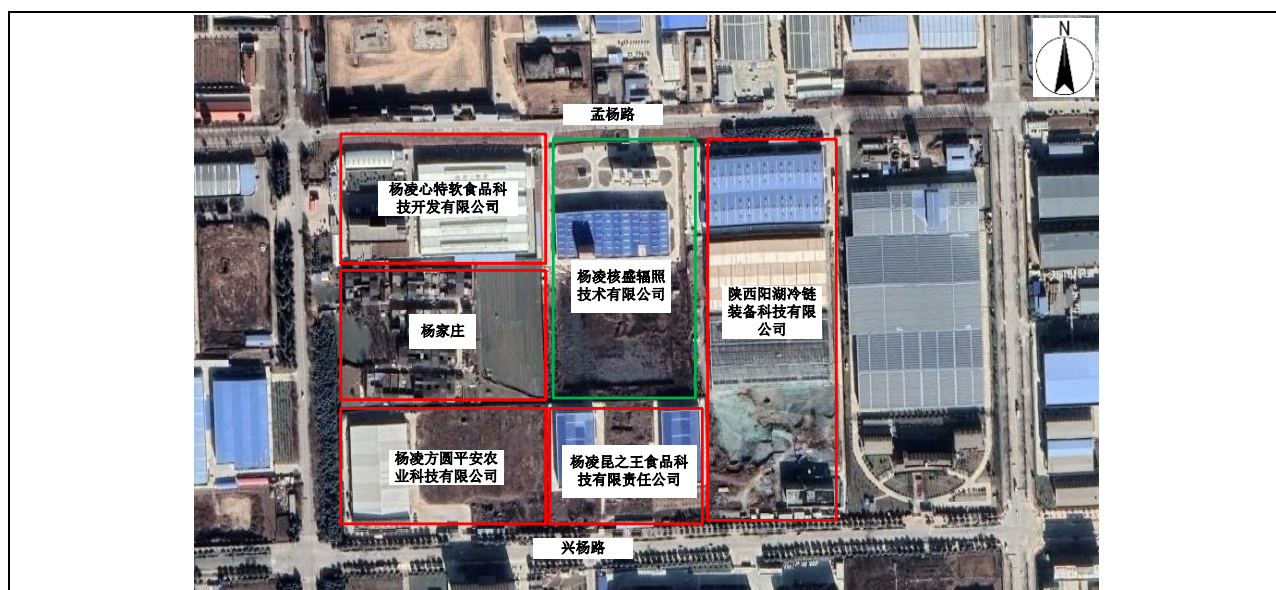 N
孟杨路
杨凌心特软食品科
技开发有限公司
杨凌核盛辐照
技术有限公司
陕西阳湖冷链
装备科技有限
公司
杨家庄
杨凌方圆平安农
业科技有限公司
杨凌昆之王食品科
技有限责任公司
兴杨路